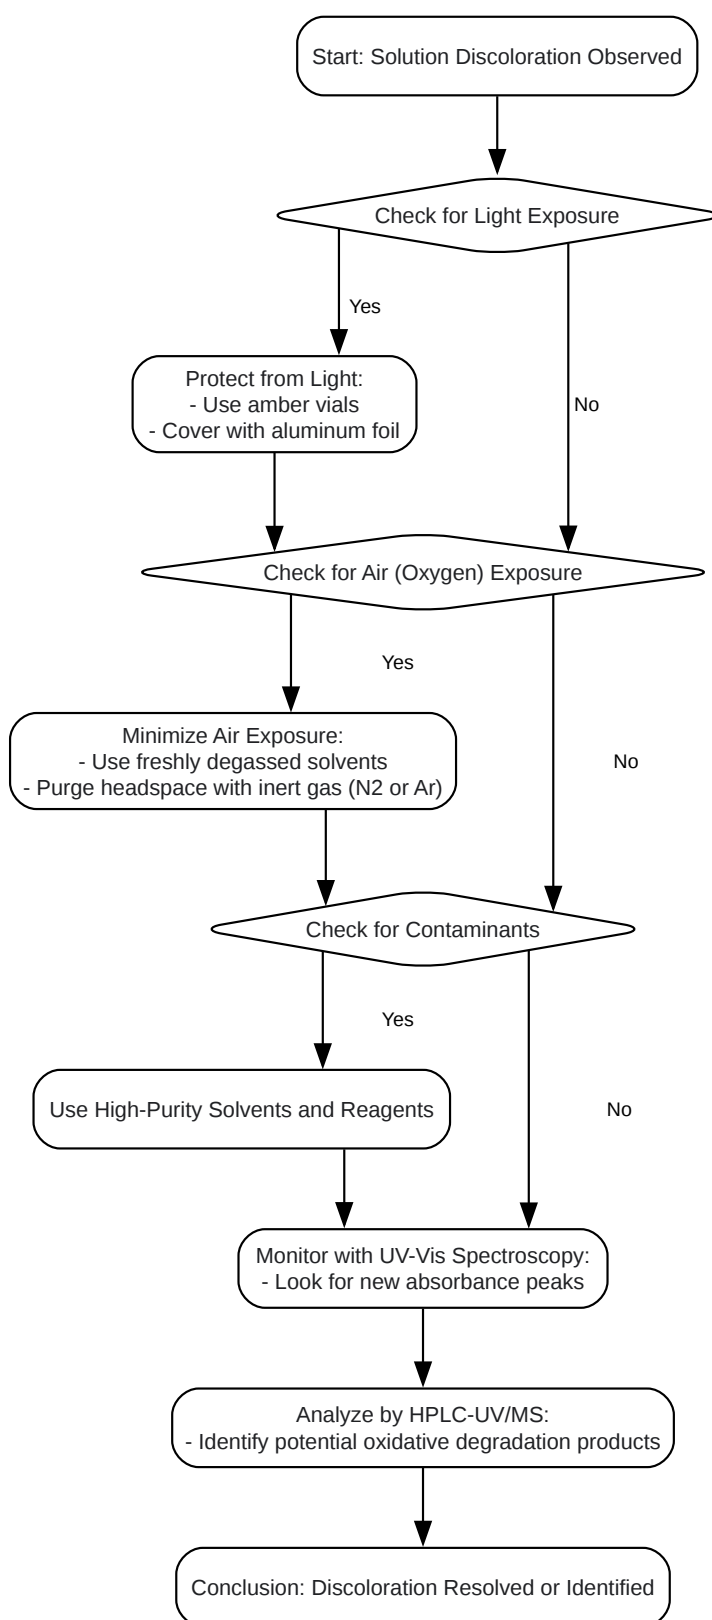 Start: Solution Discoloration Observed
Check for Light Exposure
Yes
Protect from Light:
- Use amber vials
- Cover with aluminum foil
No
Check for Air (Oxygen) Exposure
Yes
Minimize Air Exposure:
- Use freshly degassed solvents
- Purge headspace with inert gas (N2 or Ar)
No
Check for Contaminants
Yes
Use High-Purity Solvents and Reagents
No
Monitor with UV-Vis Spectroscopy:
- Look for new absorbance peaks
Analyze by HPLC-UV/MS:
- Identify potential oxidative degradation products
Conclusion: Discoloration Resolved or Identified